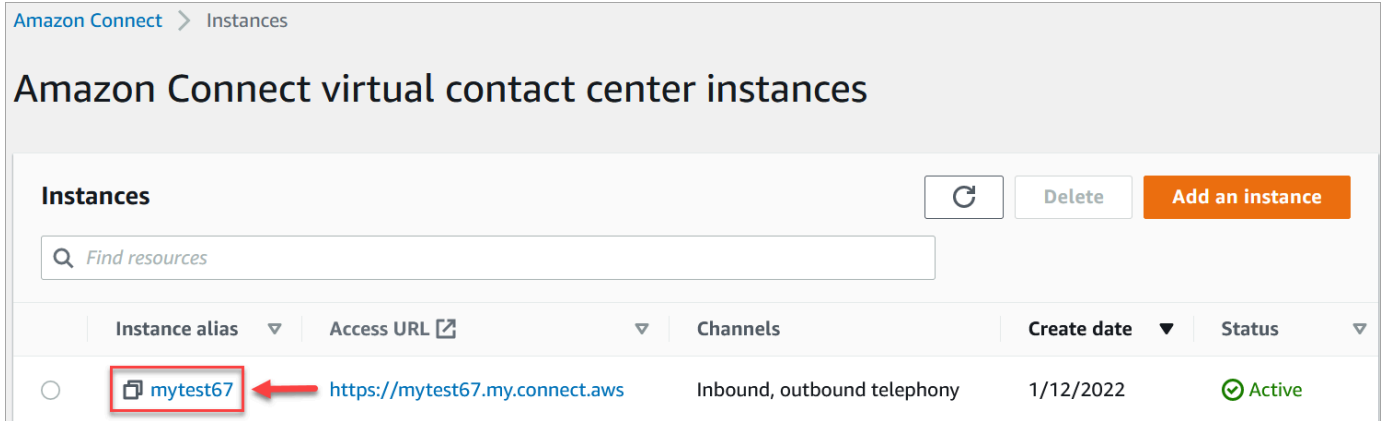 Amazon Connect > Instances
Amazon Connect virtual contact center instances
Instances Delete Add an instance
Find resources
Instance alias Access URL Channels Create date Status
mytest67 https://mytest67.my.connect.aws Inbound, outbound telephony 1/12/2022 Active